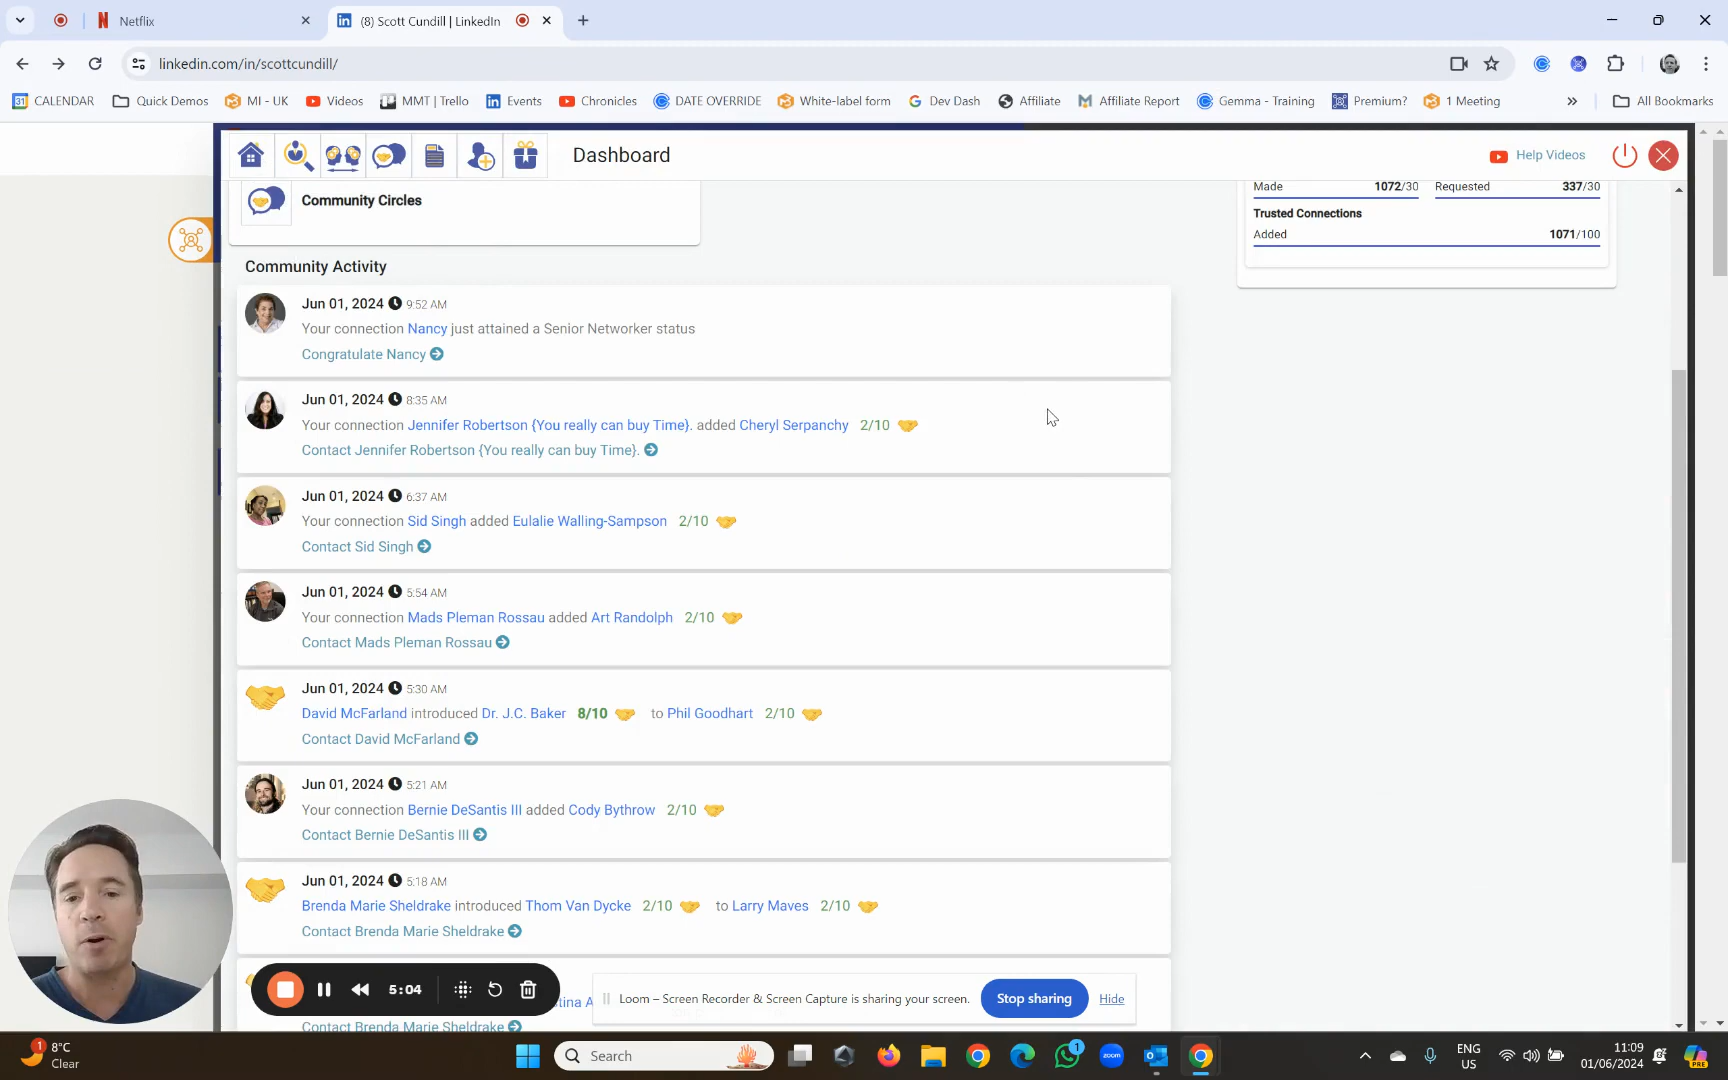 Netflix
(8) Scott Cundill | LinkedIn
linkedin.com/in/scottcundill/
CALENDAR
Quick Demos
MI - UK
Videos
MMT | Trello
Events
Chronicles
DATE OVERRIDE
White-label form
Dev Dash
Affiliate
Affiliate Report
Gemma - Training
Premium?
1 Meeting
All Bookmarks
Dashboard
Help Videos
Made 1072/30 Requested 337/30
Trusted Connections
Added 1071/100
Community Circles
Community Activity
Jun 01, 2024 9:52 AM
Your connection Nancy just attained a Senior Networker status
Congratulate Nancy
Jun 01, 2024 8:35 AM
Your connection Jennifer Robertson {You really can buy Time}. added Cheryl Serpanchy 2/10
Contact Jennifer Robertson {You really can buy Time}.
Jun 01, 2024 6:37 AM
Your connection Sid Singh added Eulalie Walling-Sampson 2/10
Contact Sid Singh
Jun 01, 2024 5:54 AM
Your connection Mads Pleman Rossau added Art Randolph 2/10
Contact Mads Pleman Rossau
Jun 01, 2024 5:30 AM
David McFarland introduced Dr. J.C. Baker 8/10 to Phil Goodhart 2/10
Contact David McFarland
Jun 01, 2024 5:21 AM
Your connection Bernie DeSantis III added Cody Bythrow 2/10
Contact Bernie DeSantis III
Jun 01, 2024 5:18 AM
Brenda Marie Sheldrake introduced Thom Van Dycke 2/10 to Larry Maves 2/10
Contact Brenda Marie Sheldrake
5:04
tina A
Loom – Screen Recorder & Screen Capture is sharing your screen.
Stop sharing
Hide
Contact Brenda Marie Sheldrake
1
8°C
Clear
Search
1
zoom
ENG
US
11:09
01/06/2024
PRE